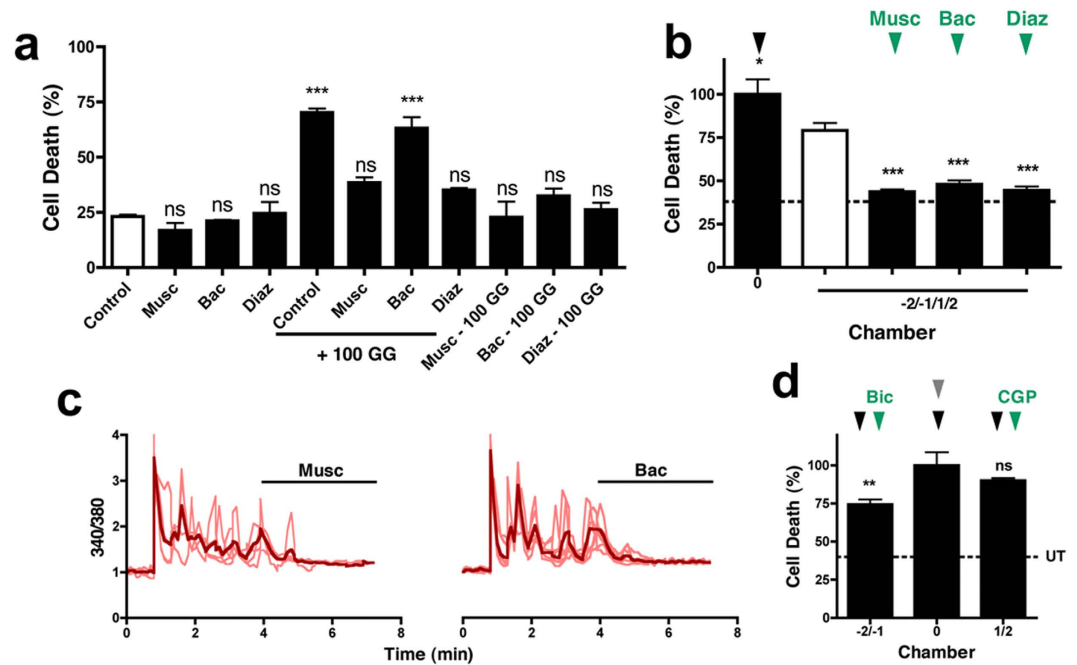 a
Cell Death (%)
100
75
50
25
0
ns
ns
ns
***
ns
***
ns
ns
ns
ns
Control
Musc
Bac
Diaz
Control
Musc
Bac
Diaz
Musc - 100 GG
Bac - 100 GG
Diaz - 100 GG
+ 100 GG
b
Musc Bac Diaz
Cell Death (%)
100
75
50
25
0
*
***
***
***
0
-2/-1/1/2
Chamber
c
340/380
4
3
2
1
0
Musc
Bac
0 2 4 6 8
0 2 4 6 8
Time (min)
d
Bic CGP
Cell Death (%)
100
75
50
25
0
**
ns
UT
-2/-1 0 1/2
Chamber